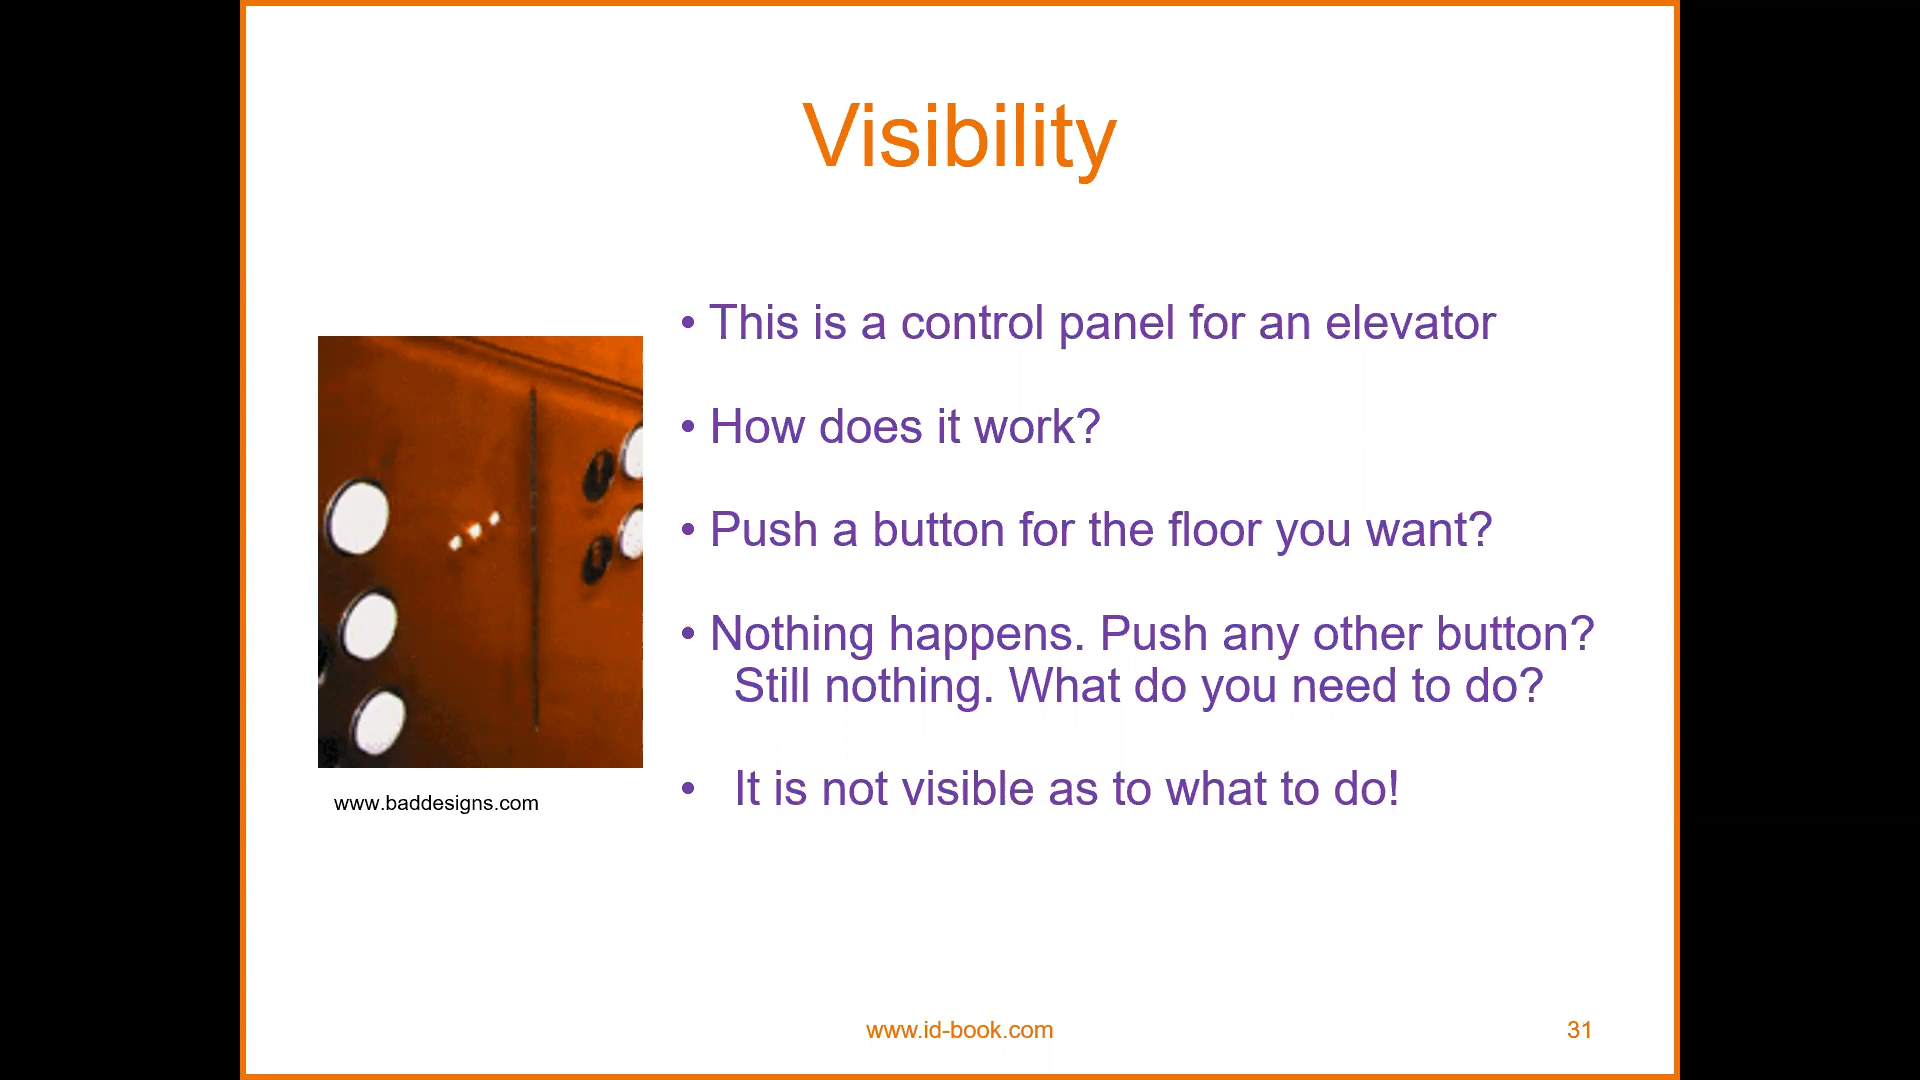 Visibility
• This is a control panel for an elevator
• How does it work?
• Push a button for the floor you want?
• Nothing happens. Push any other button?
Still nothing. What do you need to do?
• It is not visible as to what to do!
www.baddesigns.com
www.id-book.com
31